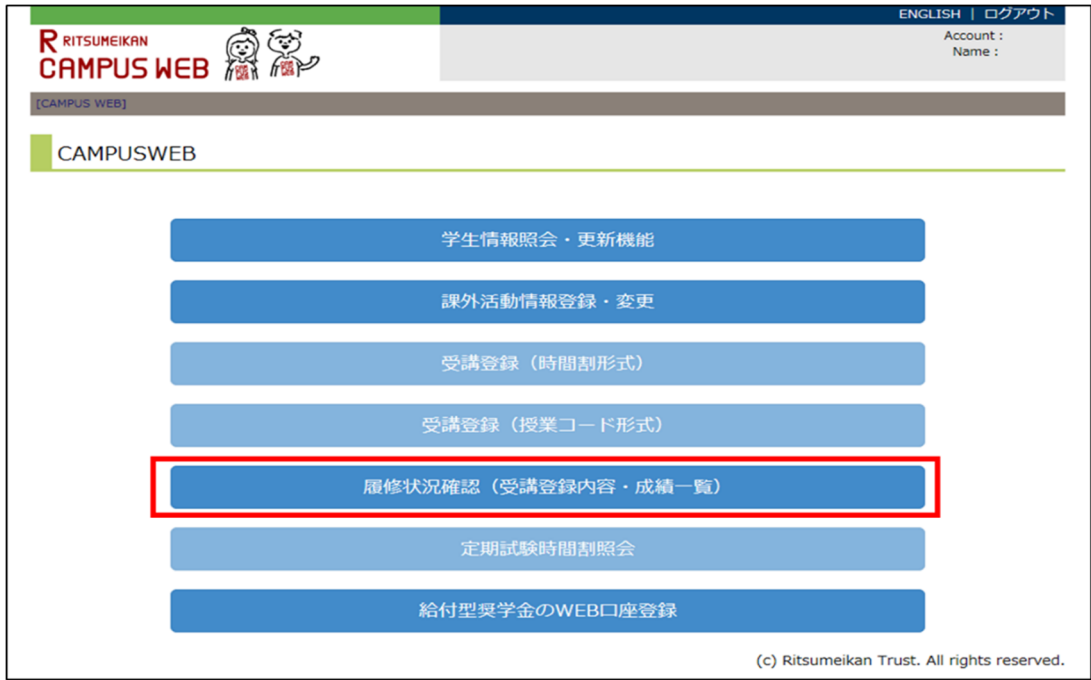 ENGLISH | ログアウト
R RITSUMEIKAN
CAMPUS WEB
Account :
Name :
[CAMPUS WEB]
CAMPUSWEB
学生情報照会・更新機能
課外活動情報登録・変更
受講登録（時間割形式）
受講登録（授業コード形式）
履修状況確認（受講登録内容・成績一覧）
定期試験時間割照会
給付型奨学金のWEB口座登録
(c) Ritsumeikan Trust. All rights reserved.